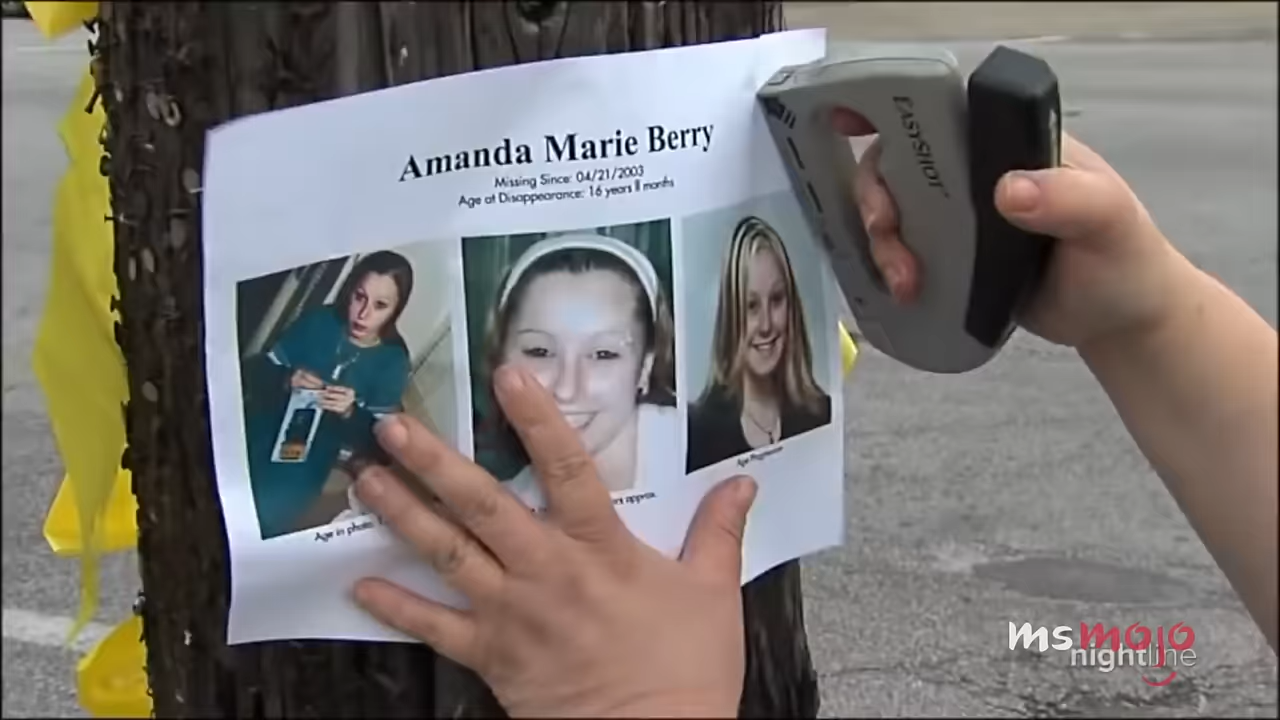 Amanda Marie Berry
Missing Since: 04/21/2003
Age at Disappearance: 16 years 11 months
EASYSHOT
Age Progression
approx.
Age in photo:
msmojo
nightline